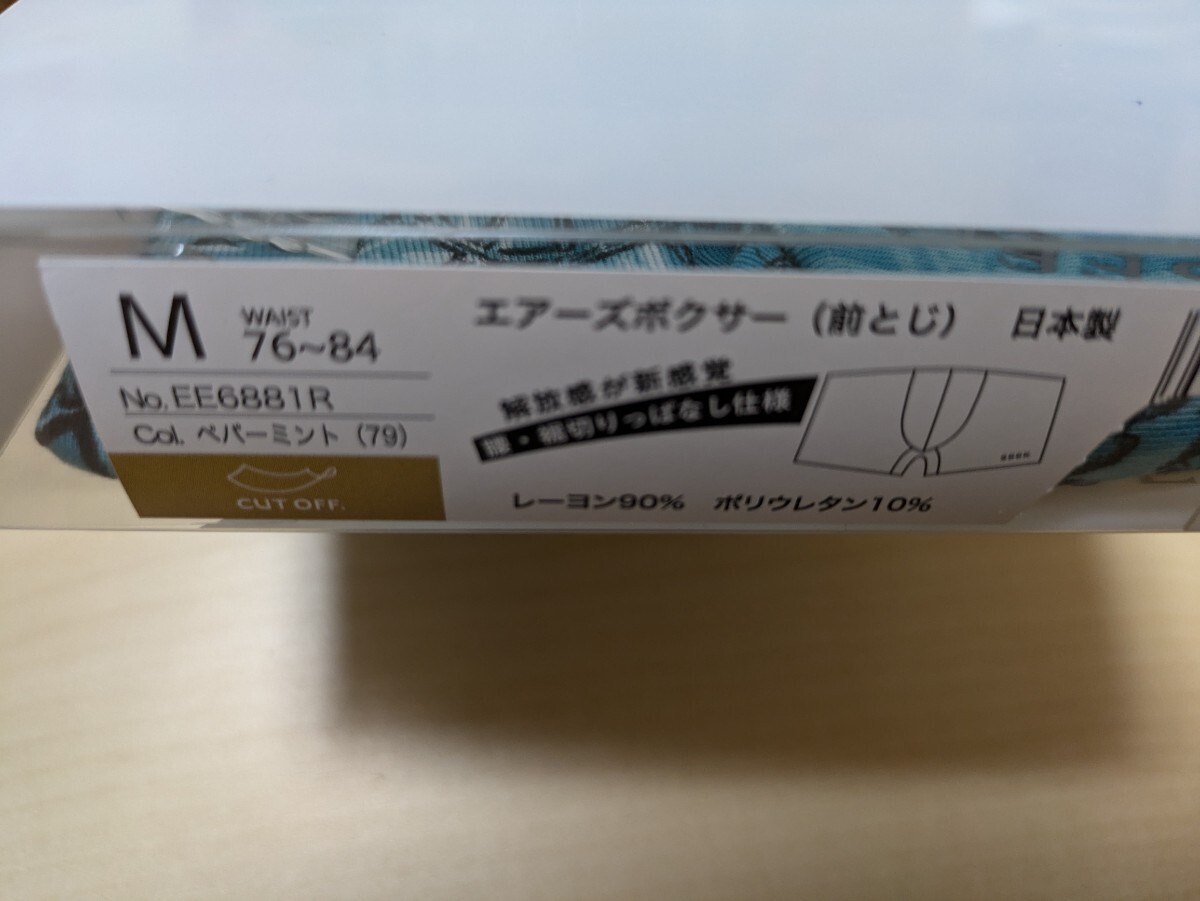 M WAIST 76~84
No.EE6881R
Col. ペパーミント(79)
CUT OFF.
エアーズボクサー(前とじ) 日本製
解放感が新感覚
腰・裾切りっぱなし仕様
レーヨン90% ポリウレタン10%